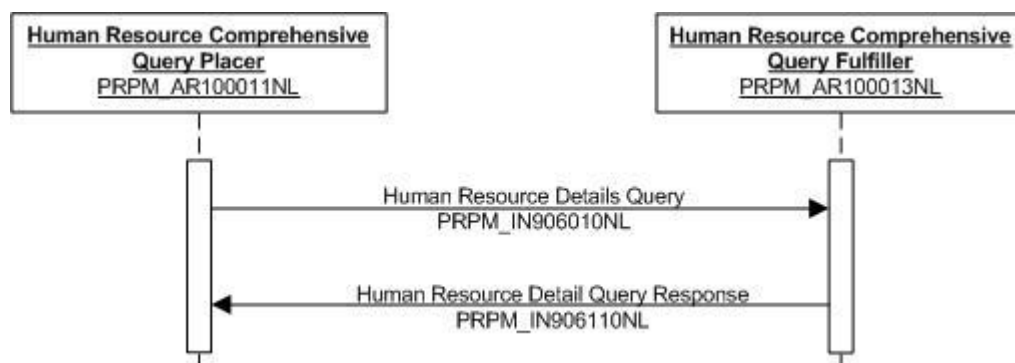 Human Resource Comprehensive
Query Placer
PRPM_AR100011NL
Human Resource Comprehensive
Query Fulfiller
PRPM_AR100013NL
Human Resource Details Query
PRPM_IN906010NL
Human Resource Detail Query Response
PRPM_IN906110NL